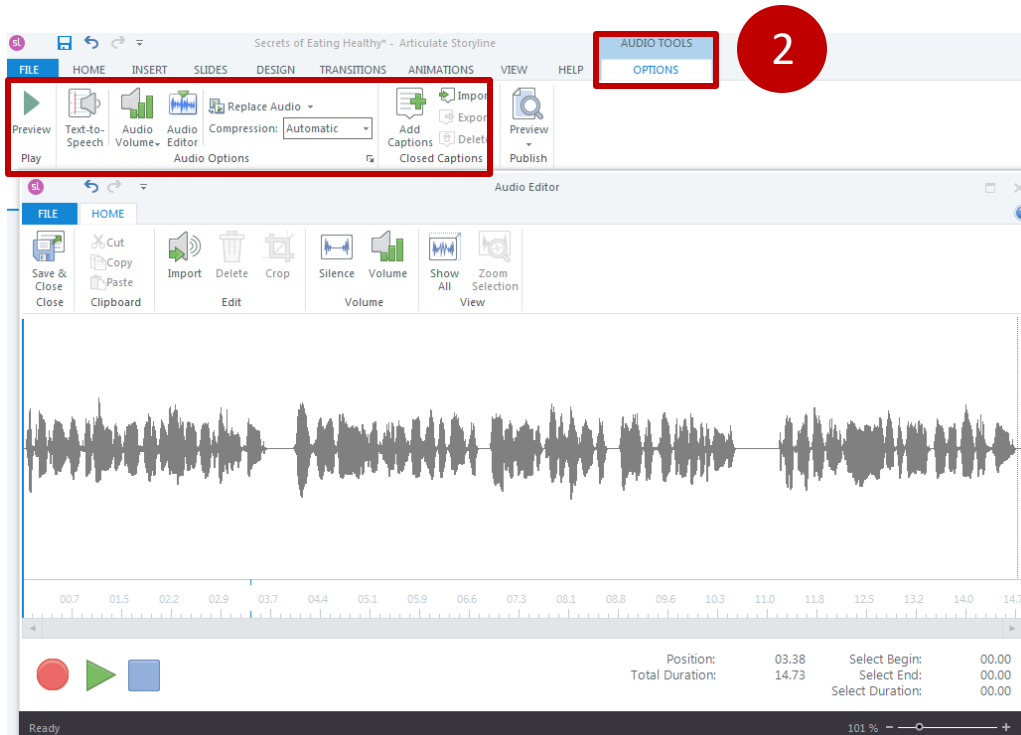 sl Secrets of Eating Healthy* - Articulate Storyline AUDIO TOOLS 2
FILE HOME INSERT SLIDES DESIGN TRANSITIONS ANIMATIONS VIEW HELP OPTIONS
Preview Text-to-Speech Audio Volume Audio Editor Replace Audio Compression: Automatic Add Captions Impor Expor Delete Preview
Play Audio Options Closed Captions Publish
sl Audio Editor
FILE HOME
Save & Close Cut Copy Paste Import Delete Crop Silence Volume Show All Zoom Selection
Close Clipboard Edit Volume View
00.7 01.5 02.2 02.9 03.7 04.4 05.1 05.9 06.6 07.3 08.1 08.8 09.6 10.3 11.0 11.8 12.5 13.2 14.0 14.7
Position: 03.38 Select Begin: 00.00
Total Duration: 14.73 Select End: 00.00
Select Duration: 00.00
Ready 101 %